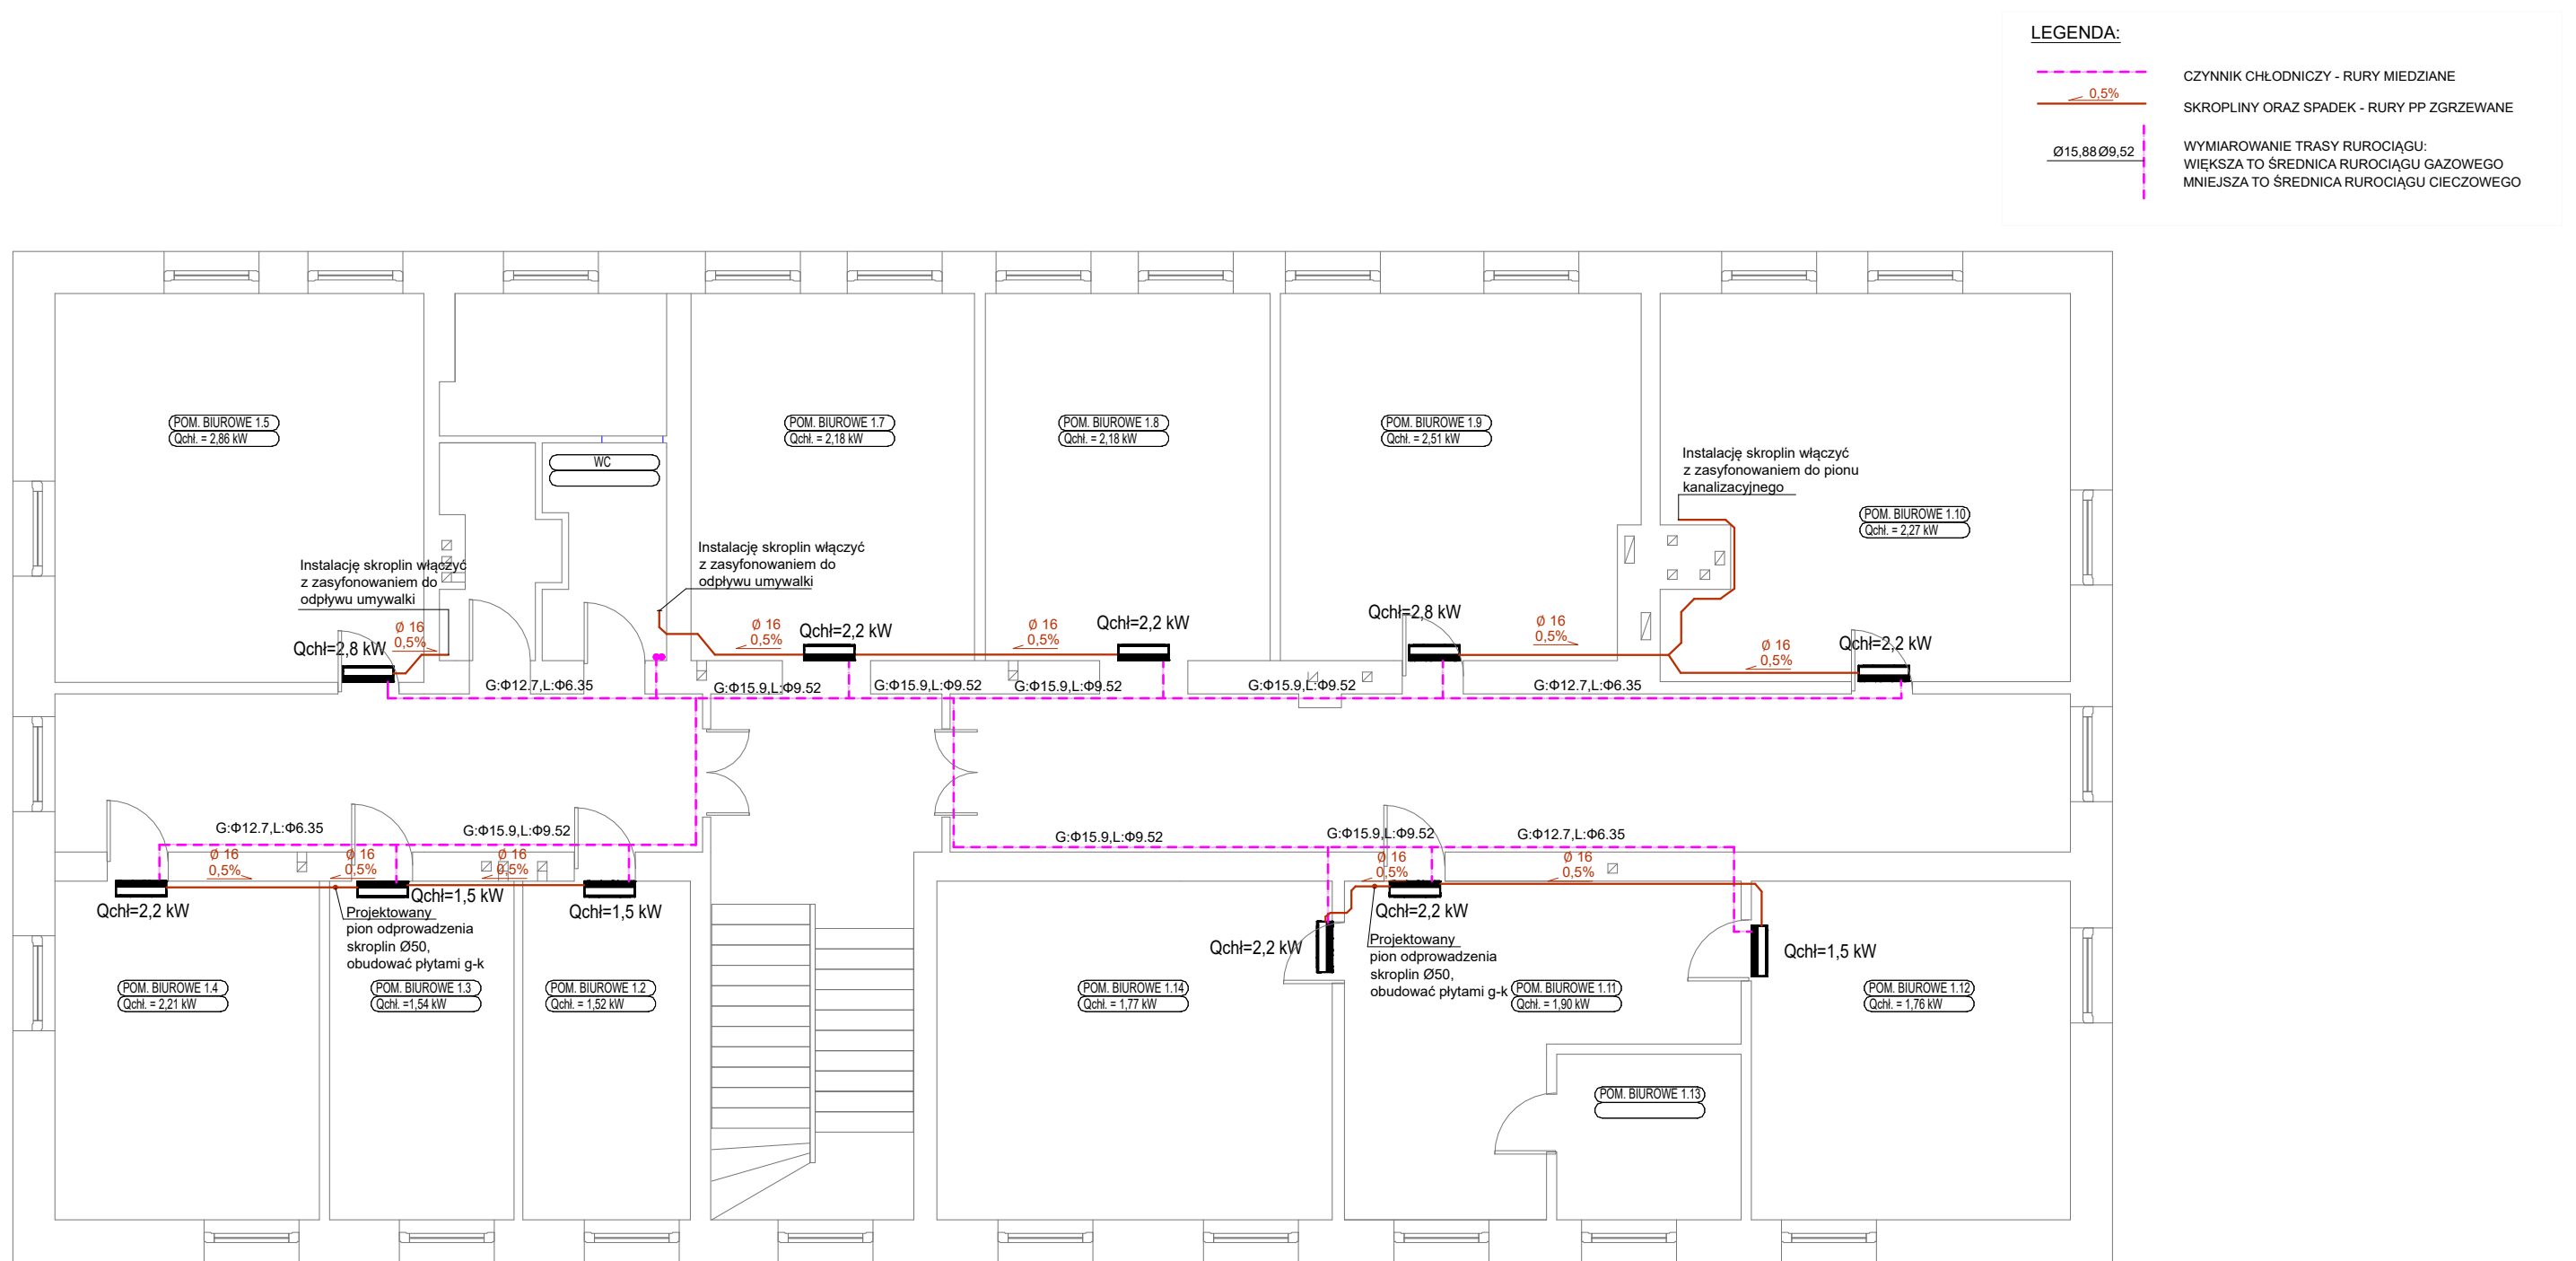 LEGENDA:
CZYNNIK CHŁODNICZY - RURY MIEDZIANE
0,5%
SKROPLINY ORAZ SPADEK - RURY PP ZGRZEWANE
Ø15,88 Ø9,52
WYMIAROWANIE TRASY RUROCIĄGU:
WIĘKSZA TO ŚREDNICA RUROCIĄGU GAZOWEGO
MNIEJSZA TO ŚREDNICA RUROCIĄGU CIECZOWEGO
POM. BIUROWE 1.5
Qchł. = 2,86 kW
WC
POM. BIUROWE 1.7
Qchł. = 2,18 kW
POM. BIUROWE 1.8
Qchł. = 2,18 kW
POM. BIUROWE 1.9
Qchł. = 2,51 kW
Instalację skroplin włączyć
z zasyfonowaniem do pionu
kanalizacyjnego
POM. BIUROWE 1.10
Qchł. = 2,27 kW
Instalację skroplin włączyć
z zasyfonowaniem do
odpływu umywalki
Instalację skroplin włączyć
z zasyfonowaniem do
odpływu umywalki
Qchł=2,8 kW
Ø 16
0,5%
Ø 16
0,5%
Qchł=2,2 kW
Ø 16
0,5%
Qchł=2,2 kW
Qchł=2,8 kW
Ø 16
0,5%
Ø 16
0,5%
Qchł=2,2 kW
G:Φ12.7,L:Φ6.35
G:Φ15.9,L:Φ9.52
G:Φ15.9,L:Φ9.52
G:Φ15.9,L:Φ9.52
G:Φ15.9,L:Φ9.52
G:Φ12.7,L:Φ6.35
G:Φ12.7,L:Φ6.35
G:Φ15.9,L:Φ9.52
G:Φ15.9,L:Φ9.52
G:Φ15.9,L:Φ9.52
G:Φ12.7,L:Φ6.35
Ø 16
0,5%
Ø 16
0,5%
Ø 16
0,5%
Ø 16
0,5%
Ø 16
0,5%
Qchł=2,2 kW
Qchł=1,5 kW
Qchł=1,5 kW
Projektowany
pion odprowadzenia
skroplin Ø50,
obudować płytami g-k
Qchł=2,2 kW
Qchł=2,2 kW
Projektowany
pion odprowadzenia
skroplin Ø50,
obudować płytami g-k
Qchł=1,5 kW
POM. BIUROWE 1.4
Qchł. = 2,21 kW
POM. BIUROWE 1.3
Qchł. =1,54 kW
POM. BIUROWE 1.2
Qchł. = 1,52 kW
POM. BIUROWE 1.14
Qchł. = 1,77 kW
POM. BIUROWE 1.11
Qchł. = 1,90 kW
POM. BIUROWE 1.12
Qchł. = 1,76 kW
POM. BIUROWE 1.13